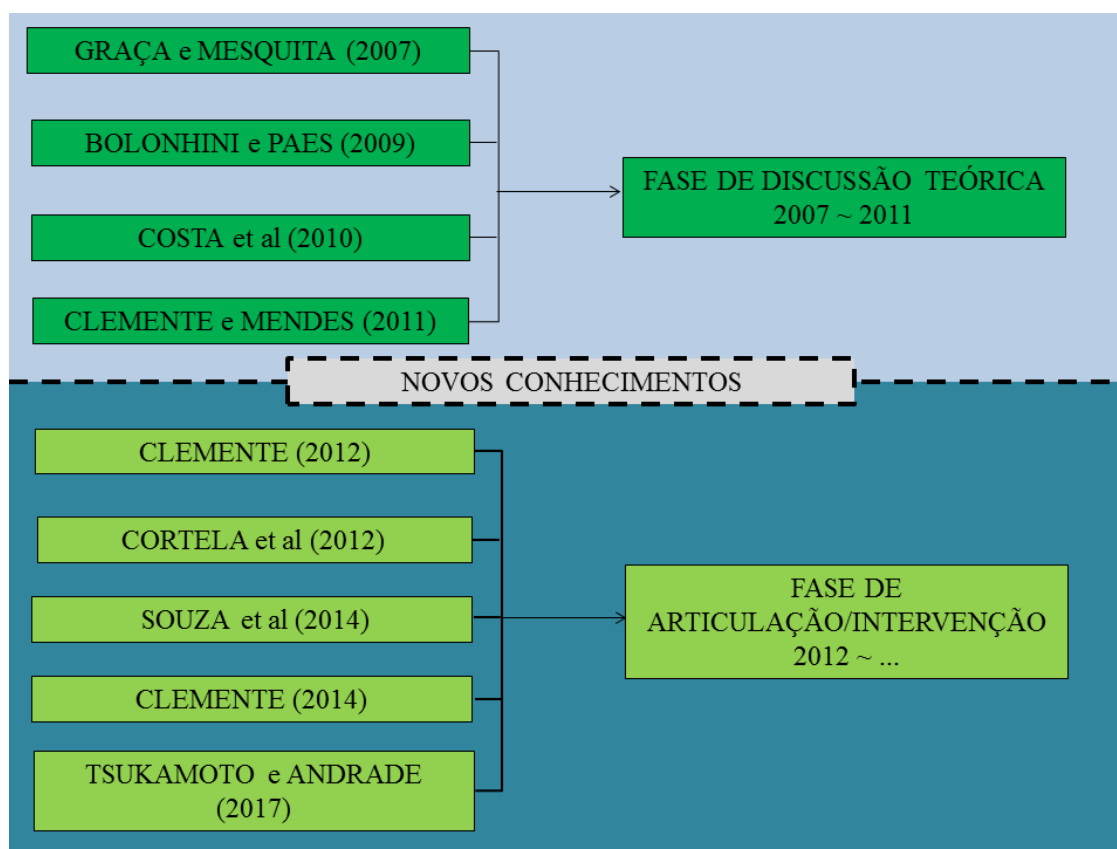 GRAÇA e MESQUITA (2007)
BOLONHINI e PAES (2009)
COSTA et al (2010)
CLEMENTE e MENDES (2011)
FASE DE DISCUSSÃO TEÓRICA
2007 ~ 2011
NOVOS CONHECIMENTOS
CLEMENTE (2012)
CORTELA et al (2012)
SOUZA et al (2014)
CLEMENTE (2014)
TSUKAMOTO e ANDRADE
(2017)
FASE DE
ARTICULAÇÃO/INTERVENÇÃO
2012 ~ ...